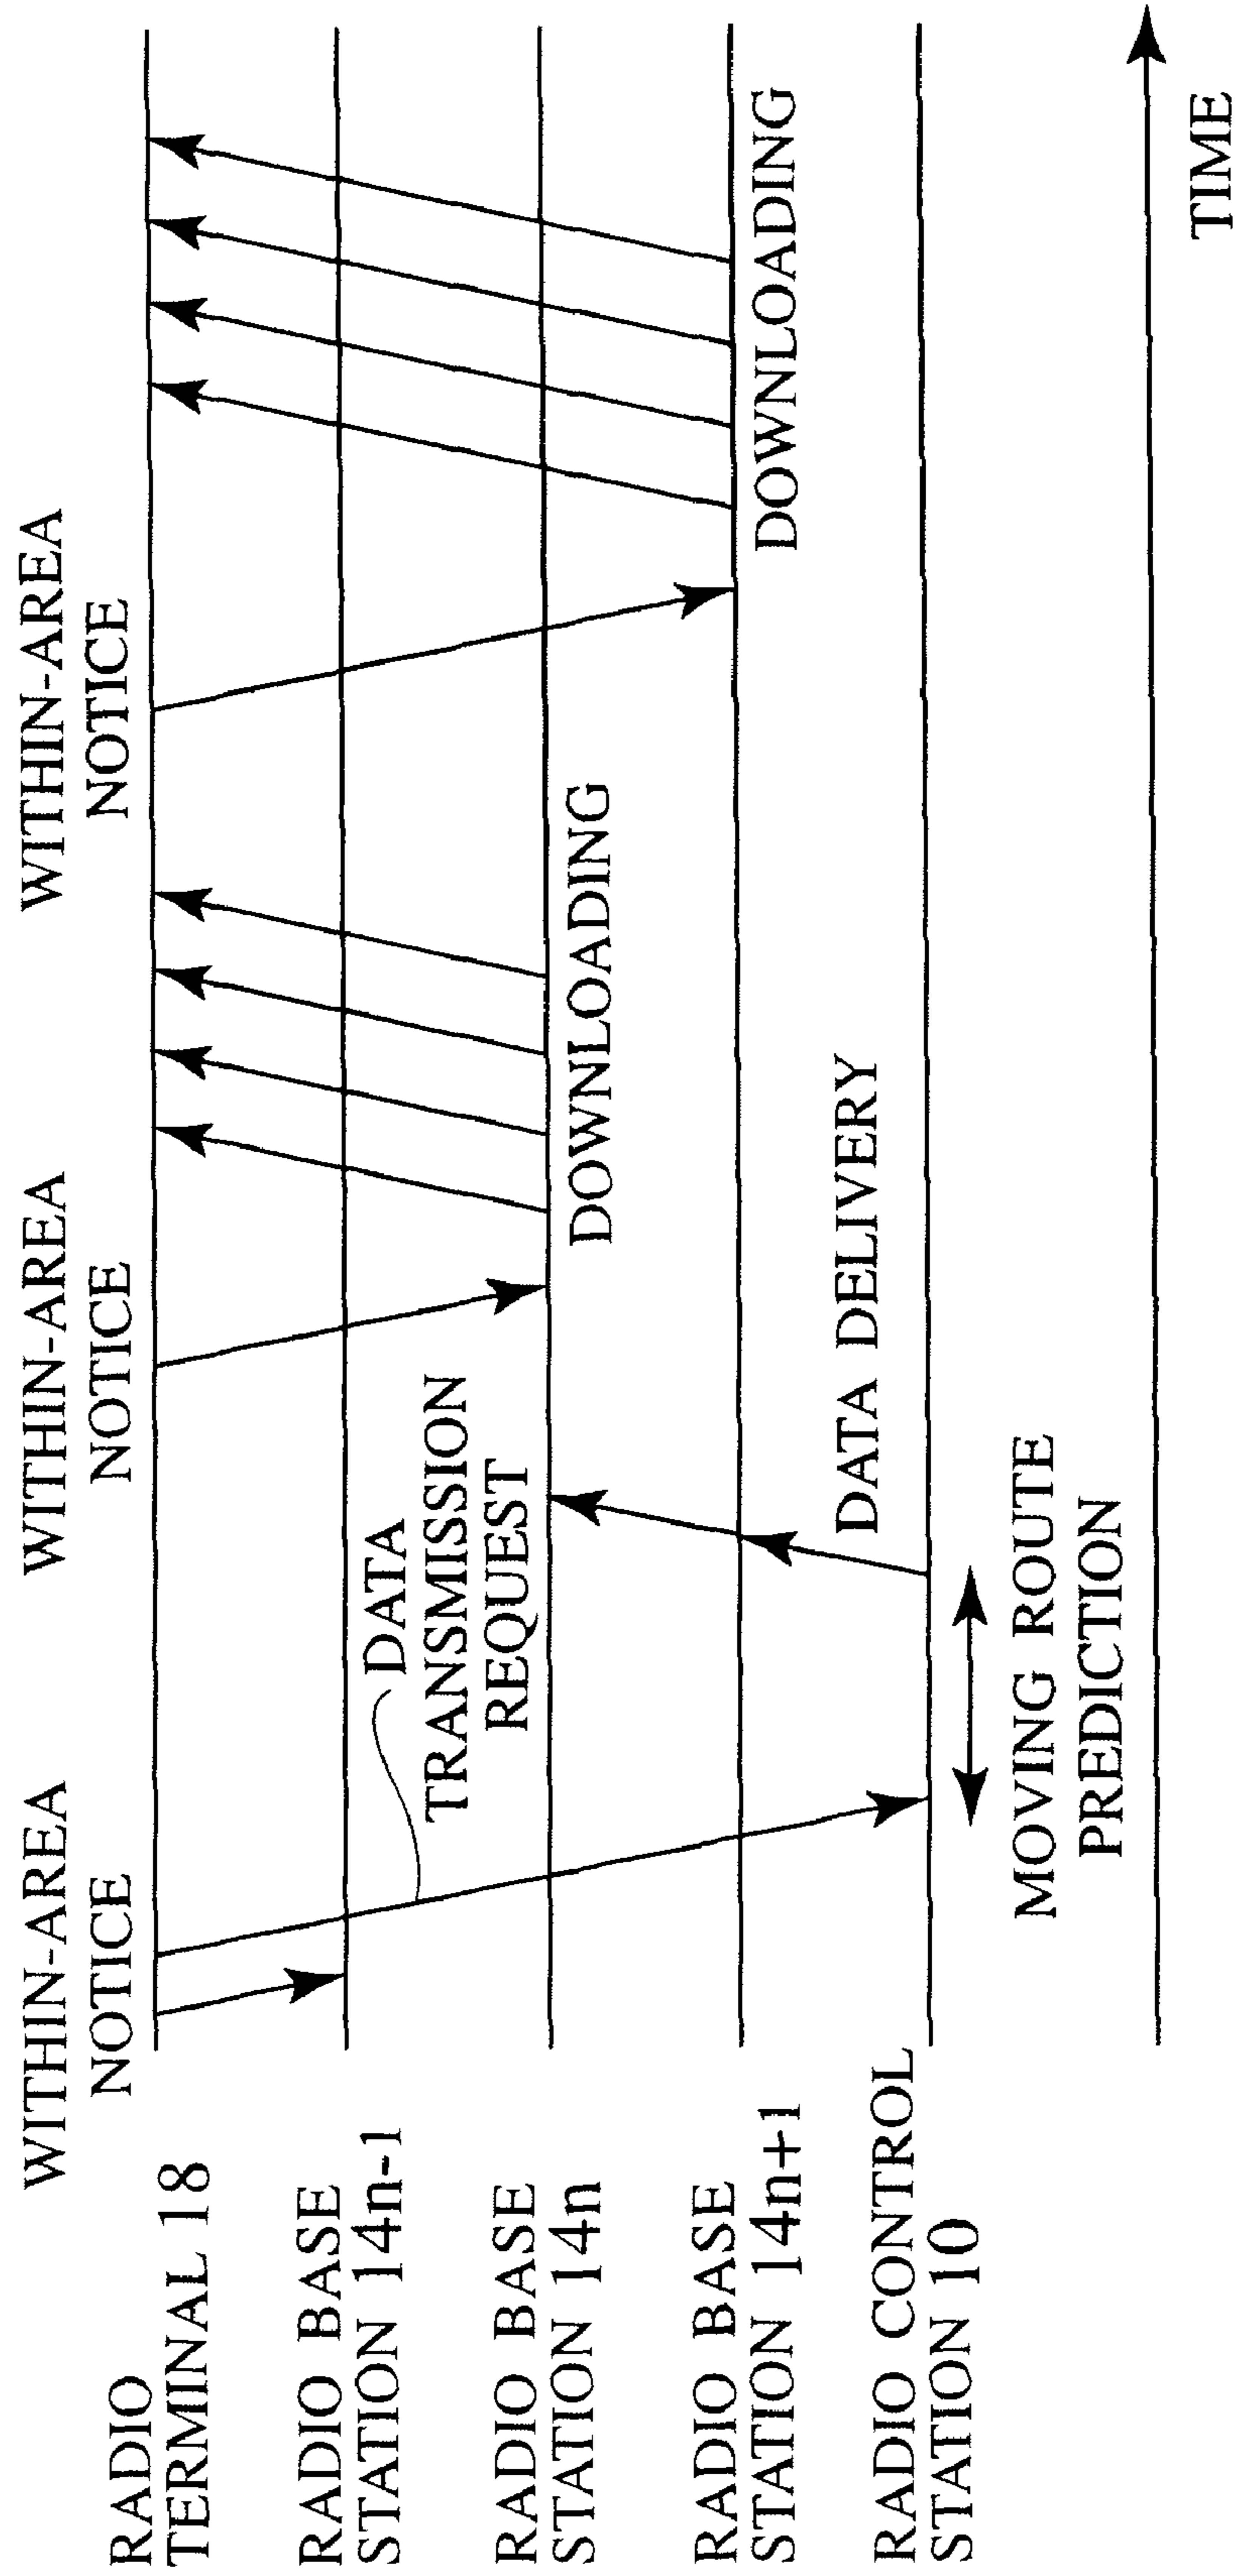 WITHIN-AREA
NOTICE
WITHIN-AREA
NOTICE
WITHIN-AREA
NOTICE
RADIO
TERMINAL 18
RADIO BASE
STATION 14n-1
DATA
TRANSMISSION
REQUEST
RADIO BASE
STATION 14n
DOWNLOADING
RADIO BASE
STATION 14n+1
DOWNLOADING
DATA DELIVERY
RADIO CONTROL
STATION 10
MOVING ROUTE
PREDICTION
TIME